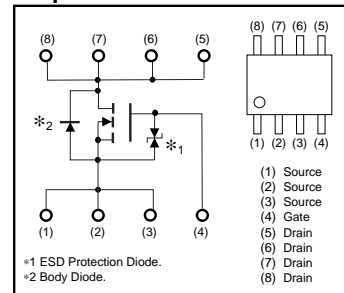 (8) (7) (6) (5)
∗2
∗1
(1) (2) (3) (4)
∗1 ESD Protection Diode.
∗2 Body Diode.
(8) (7) (6) (5)
(1) (2) (3) (4)
(1) Source
(2) Source
(3) Source
(4) Gate
(5) Drain
(6) Drain
(7) Drain
(8) Drain